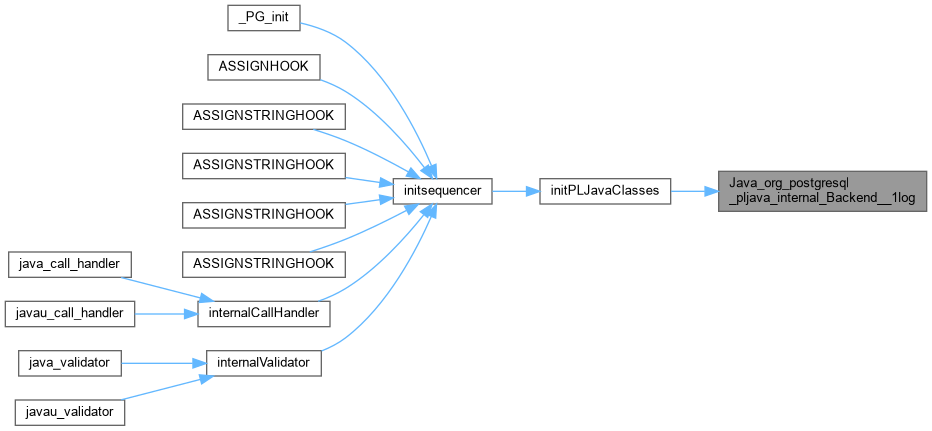 _PG_init
ASSIGNHOOK
ASSIGNSTRINGHOOK
ASSIGNSTRINGHOOK
ASSIGNSTRINGHOOK
ASSIGNSTRINGHOOK
initsequencer
initPLJavaClasses
Java_org_postgresql
_pljava_internal_Backend__1log
java_call_handler
javau_call_handler
internalCallHandler
java_validator
javau_validator
internalValidator